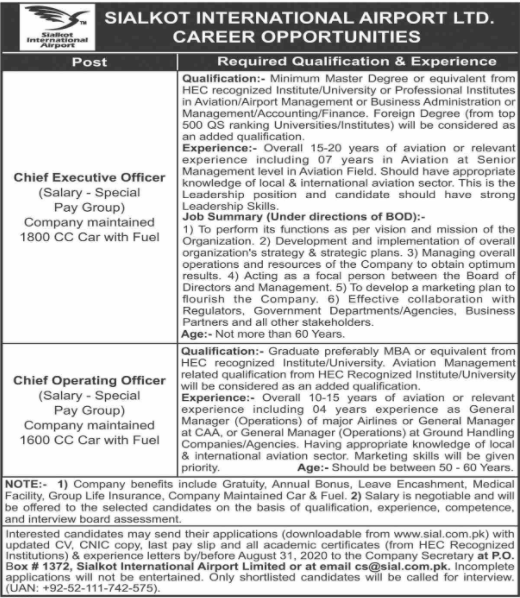 SIALKOT INTERNATIONAL AIRPORT LTD.
CAREER OPPORTUNITIES
Sialkot
International
Airport
Post
Required Qualification & Experience
Chief Executive Officer
(Salary - Special
Pay Group)
Company maintained
1800 CC Car with Fuel
Qualification:- Minimum Master Degree or equivalent from
HEC recognized Institute/University or Professional Institutes
in Aviation/Airport Management or Business Administration or
Management/Accounting/Finance. Foreign Degree (from top
500 QS ranking Universities/Institutes) will be considered as
an added qualification.
Experience:- Overall 15-20 years of aviation or relevant
experience including 07 years in Aviation at Senior
Management level in Aviation Field. Should have appropriate
knowledge of local & international aviation sector. This is the
Leadership position and candidate should have strong
Leadership Skills.
Job Summary (Under directions of BOD):-
1) To perform its functions as per vision and mission of the
Organization. 2) Development and implementation of overall
organization's strategy & strategic plans. 3) Managing overall
operations and resources of the Company to obtain optimum
results. 4) Acting as a focal person between the Board of
Directors and Management. 5) To develop a marketing plan to
flourish the Company. 6) Effective collaboration with
Regulators, Government Departments/Agencies, Business
Partners and all other stakeholders.
Age:- Not more than 60 Years.
Chief Operating Officer
(Salary - Special
Pay Group)
Company maintained
1600 CC Car with Fuel
Qualification:- Graduate preferably MBA or equivalent from
HEC recognized Institute/University. Aviation Management
related qualification from HEC Recognized Institute/University
will be considered as an added qualification.
Experience:- Overall 10-15 years of aviation or relevant
experience including 04 years experience as General
Manager (Operations) of major Airlines or General Manager
at CAA, or General Manager (Operations) at Ground Handling
Companies/Agencies. Having appropriate knowledge of local
& international aviation sector. Marketing skills will be given
priority. Age:- Should be between 50 - 60 Years.
NOTE:- 1) Company benefits include Gratuity, Annual Bonus, Leave Encashment, Medical
Facility, Group Life Insurance, Company Maintained Car & Fuel. 2) Salary is negotiable and will
be offered to the selected candidates on the basis of qualification, experience, competence,
and interview board assessment.
Interested candidates may send their applications (downloadable from www.sial.com.pk) with
updated CV, CNIC copy, last pay slip and all academic certificates (from HEC Recognized
Institutions) & experience letters by/before August 31, 2020 to the Company Secretary at P.O.
Box # 1372, Sialkot International Airport Limited or at email cs@sial.com.pk. Incomplete
applications will not be entertained. Only shortlisted candidates will be called for interview.
(UAN: +92-52-111-742-575).